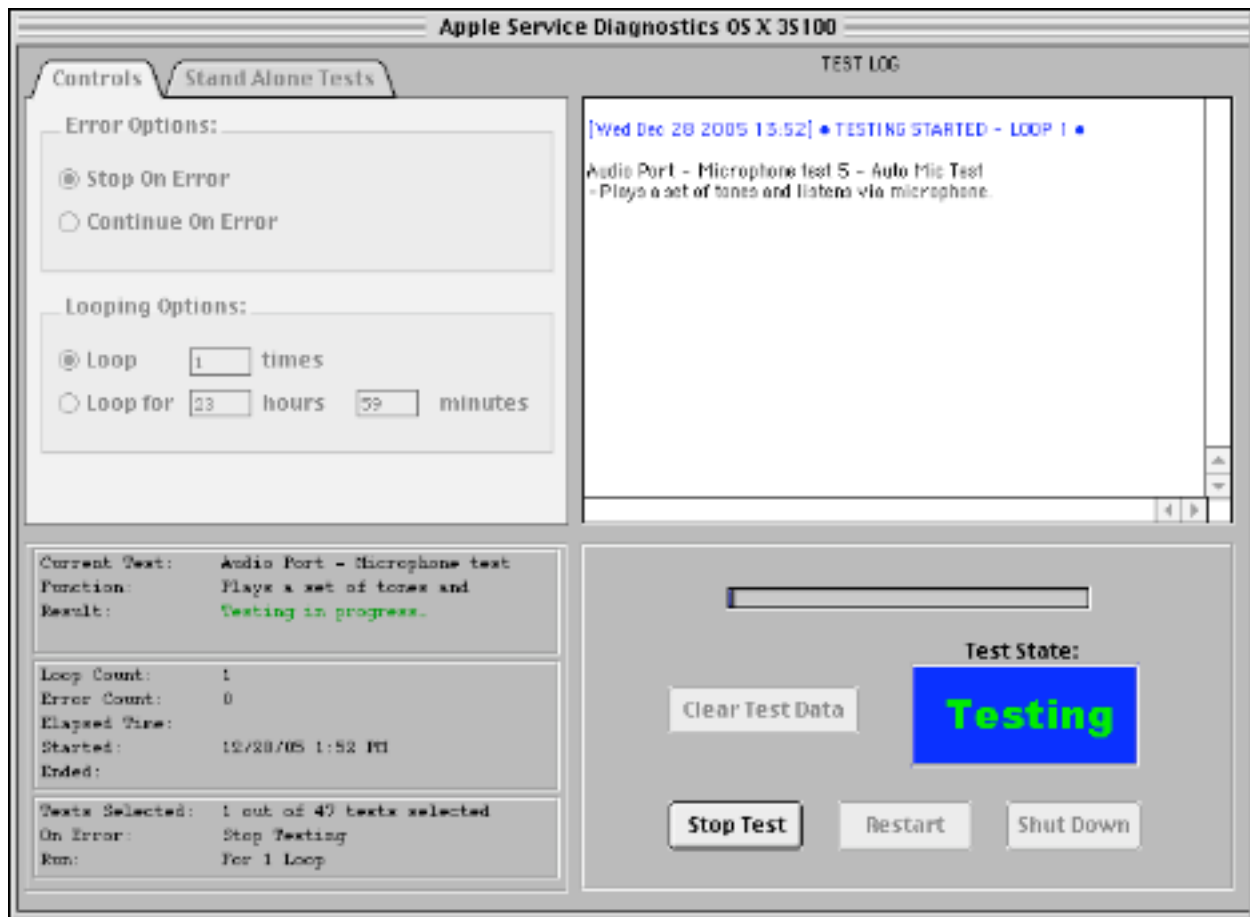 Apple Service Diagnostics OS X 3S100
Controls
Stand Alone Tests
Error Options:
Stop On Error
Continue On Error
Looping Options:
Loop 1 times
Loop for 23 hours 59 minutes
TEST LOG
[Wed Dec 28 2005 13:52] ● TESTING STARTED - LOOP 1 ●
Audio Port - Microphone test 5 - Auto Mic Test
- Plays a set of tones and listens via microphone.
Current Test: Audio Port - Microphone test
Function: Plays a set of tones and
Result: Testing in progress.
Loop Count: 1
Error Count: 0
Elapsed Time:
Started: 12/28/05 1:52 PM
Ended:
Tests Selected: 1 out of 47 tests selected
On Error: Stop Testing
Run: For 1 Loop
Test State:
Clear Test Data
Testing
Stop Test
Restart
Shut Down